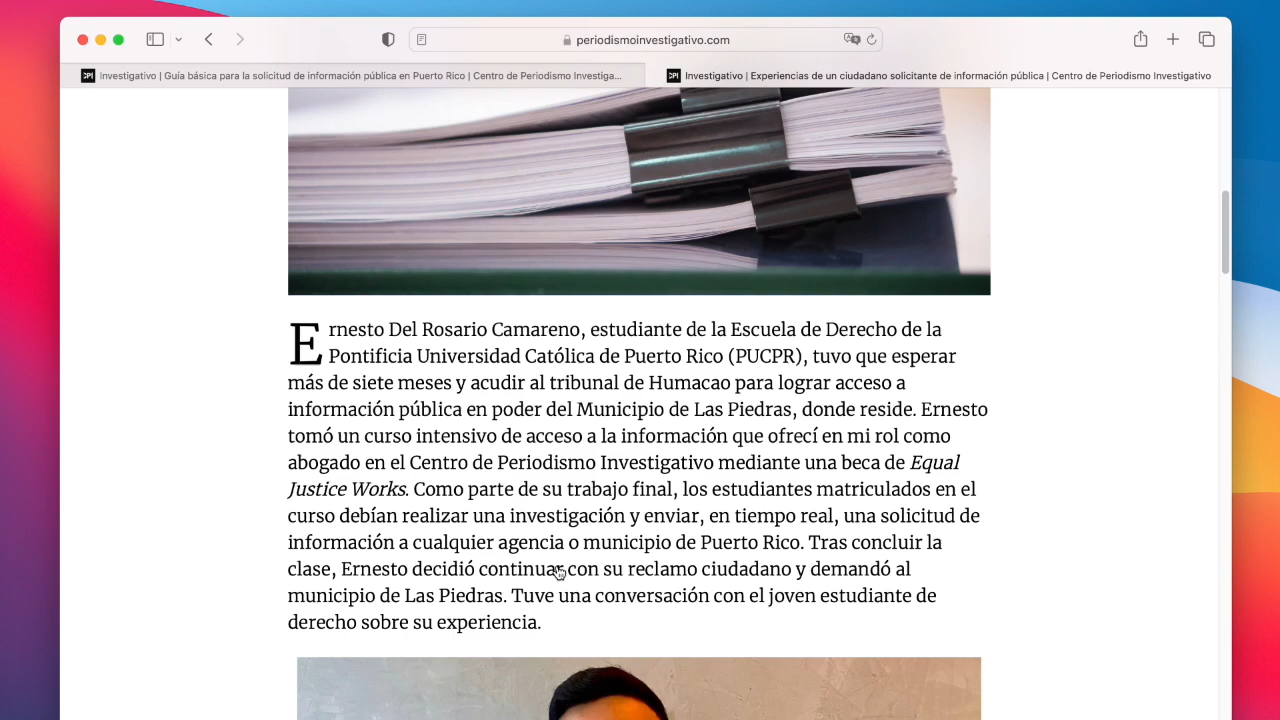 periodismoinvestigativo.com
CPI Investigativo | Guía básica para la solicitud de información pública en Puerto Rico | Centro de Periodismo Investiga...
CPI Investigativo | Experiencias de un ciudadano solicitante de información pública | Centro de Periodismo Investigativo
Ernesto Del Rosario Camareno, estudiante de la Escuela de Derecho de la
Pontificia Universidad Católica de Puerto Rico (PUCPR), tuvo que esperar
más de siete meses y acudir al tribunal de Humacao para lograr acceso a
información pública en poder del Municipio de Las Piedras, donde reside. Ernesto
tomó un curso intensivo de acceso a la información que ofrecí en mi rol como
abogado en el Centro de Periodismo Investigativo mediante una beca de Equal
Justice Works. Como parte de su trabajo final, los estudiantes matriculados en el
curso debían realizar una investigación y enviar, en tiempo real, una solicitud de
información a cualquier agencia o municipio de Puerto Rico. Tras concluir la
clase, Ernesto decidió continuar con su reclamo ciudadano y demandó al
municipio de Las Piedras. Tuve una conversación con el joven estudiante de
derecho sobre su experiencia.